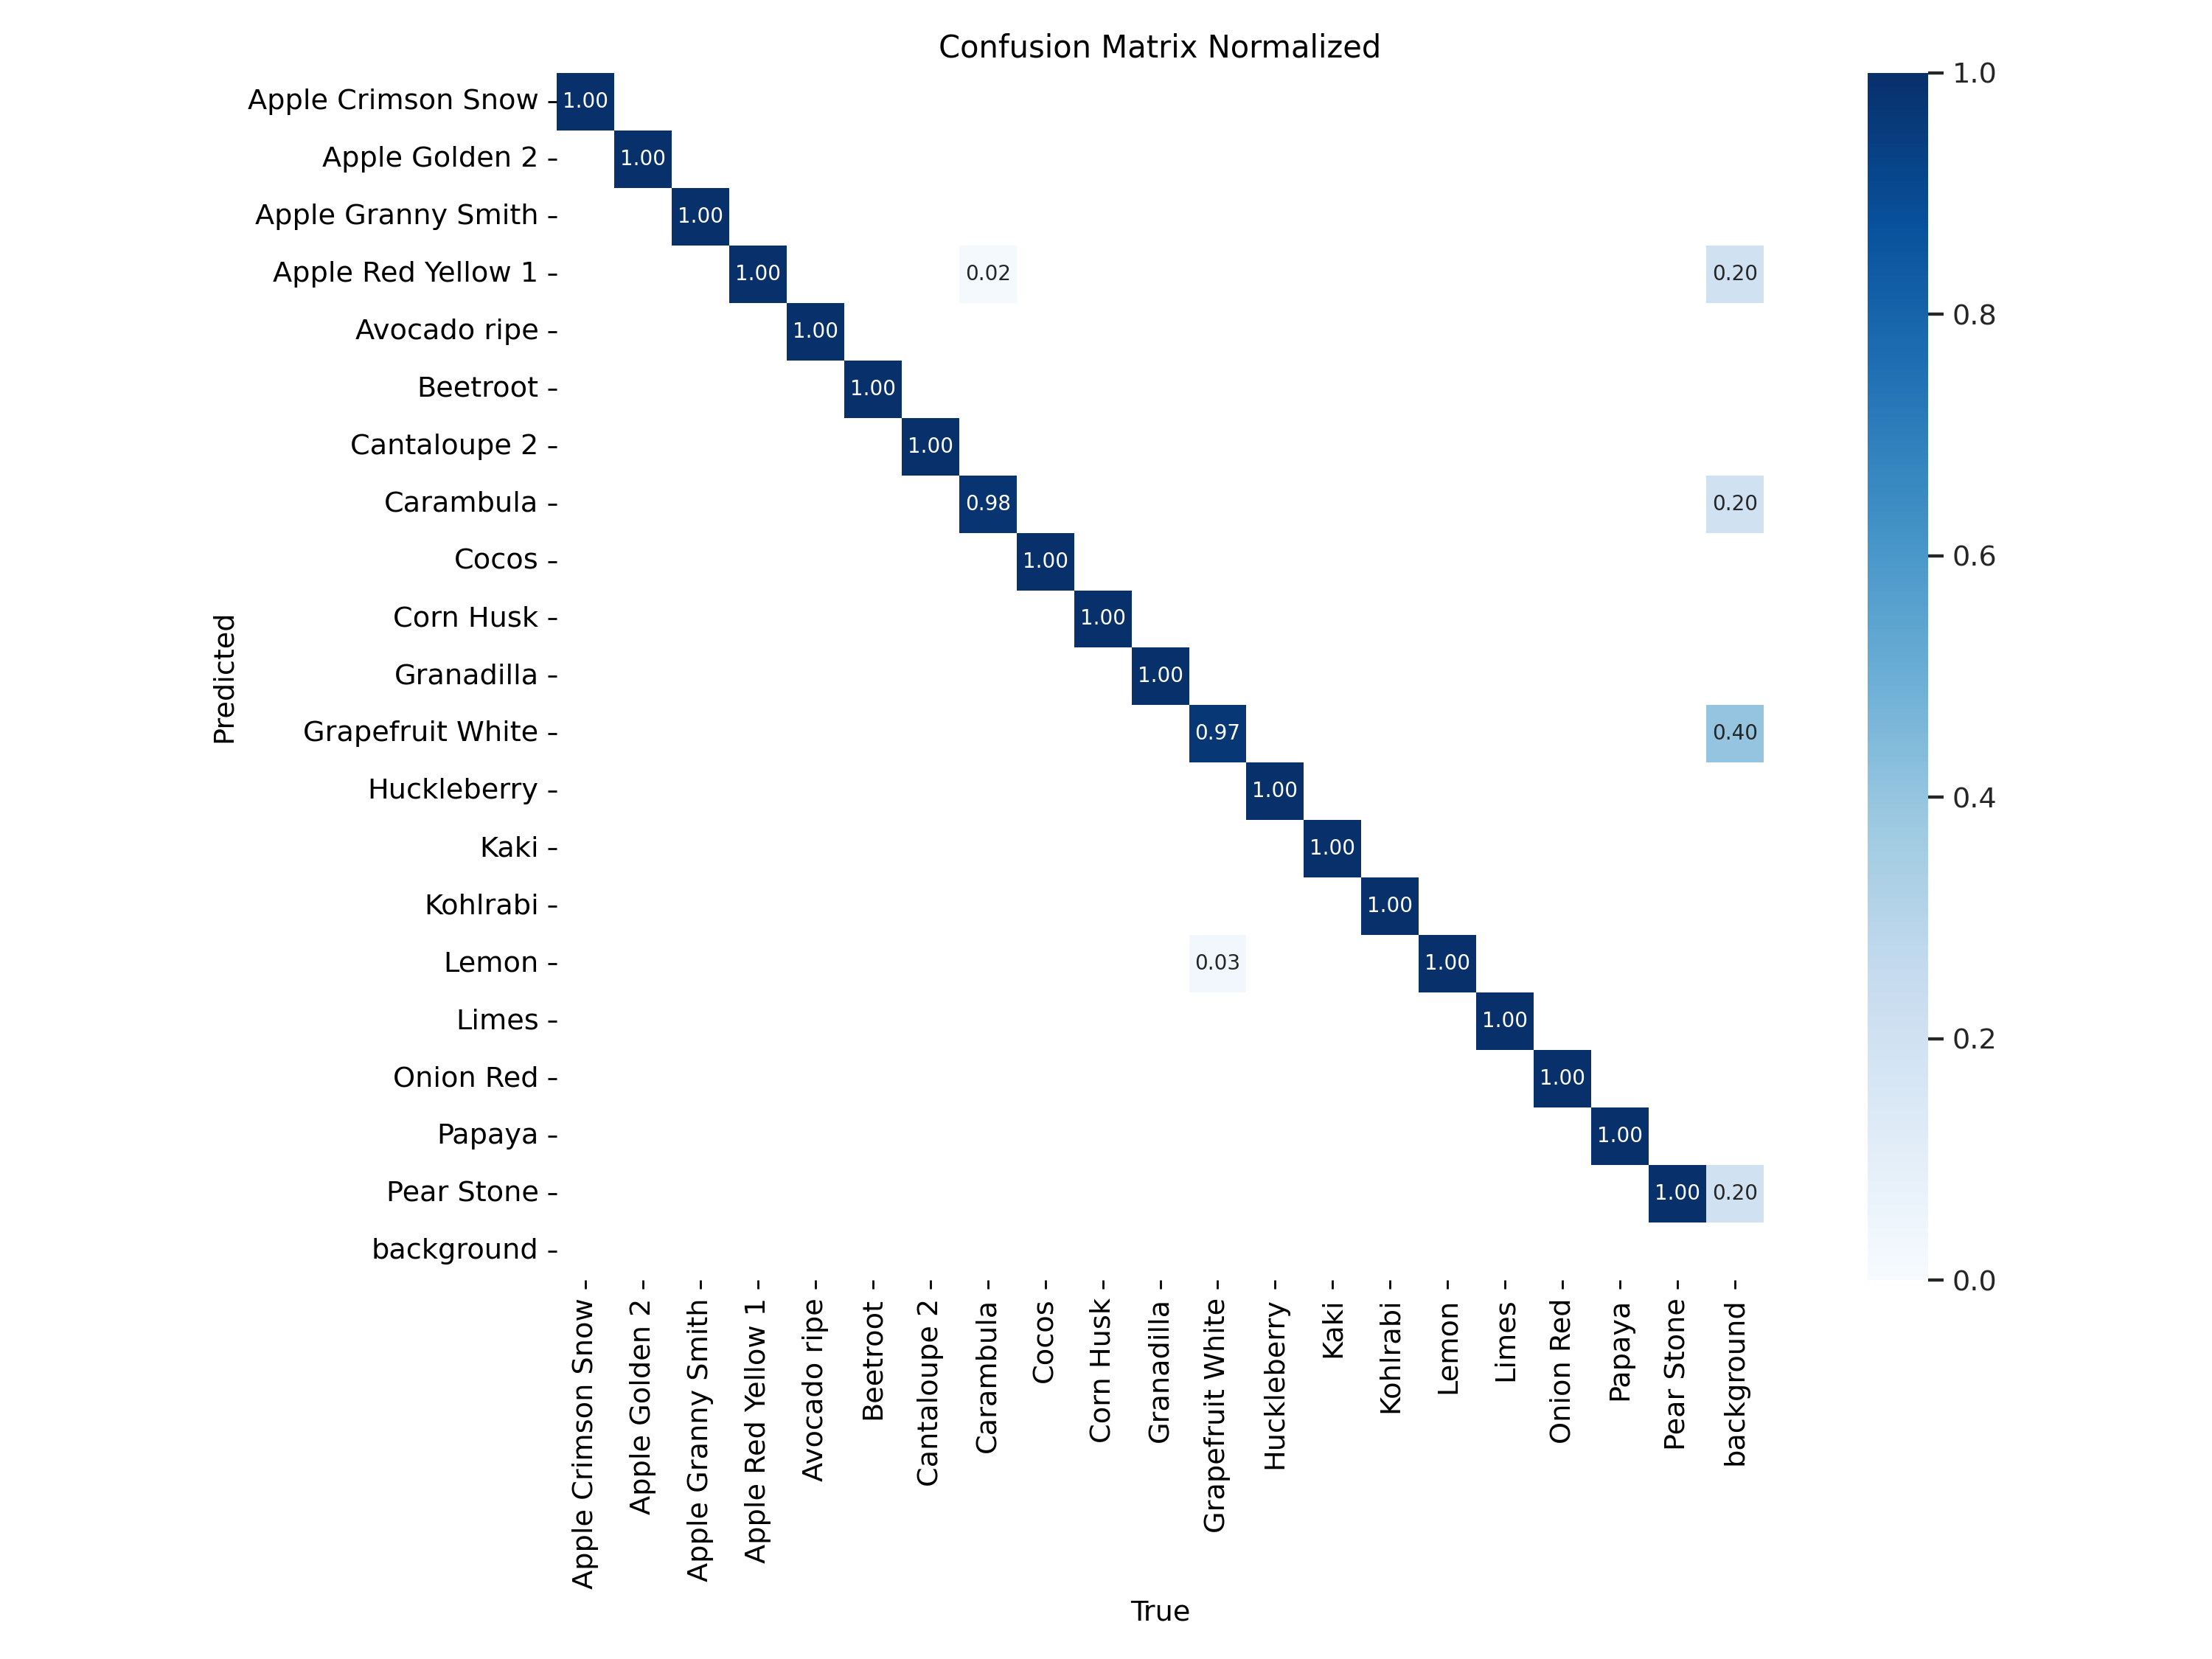 Confusion Matrix Normalized
Apple Crimson Snow 1.00
Apple Golden 2 1.00
Apple Granny Smith 1.00
Apple Red Yellow 1 1.00 0.02 0.20
Avocado ripe 1.00
Beetroot 1.00
Cantaloupe 2 1.00
Carambula 0.98 0.20
Cocos 1.00
Corn Husk 1.00
Granadilla 1.00
Grapefruit White 0.97 0.40
Huckleberry 1.00
Kaki 1.00
Kohlrabi 1.00
Lemon 0.03 1.00
Limes 1.00
Onion Red 1.00
Papaya 1.00
Pear Stone 1.00 0.20
background
Predicted
Apple Crimson Snow
Apple Golden 2
Apple Granny Smith
Apple Red Yellow 1
Avocado ripe
Beetroot
Cantaloupe 2
Carambula
Cocos
Corn Husk
Granadilla
Grapefruit White
Huckleberry
Kaki
Kohlrabi
Lemon
Limes
Onion Red
Papaya
Pear Stone
background
True
1.0
0.8
0.6
0.4
0.2
0.0